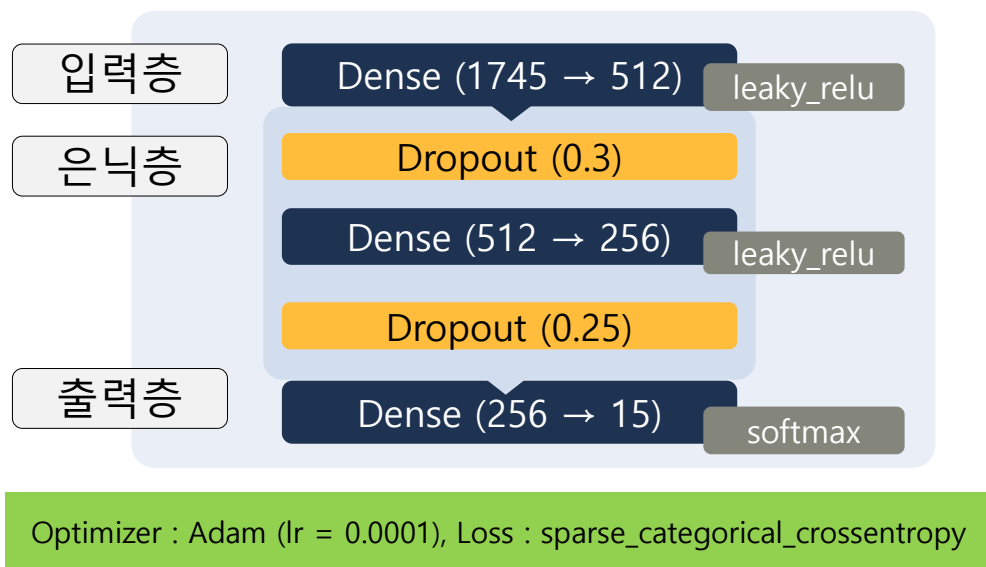 입력층
Dense (1745 → 512)
leaky_relu
은닉층
Dropout (0.3)
Dense (512 → 256)
leaky_relu
Dropout (0.25)
출력층
Dense (256 → 15)
softmax
Optimizer : Adam (lr = 0.0001), Loss : sparse_categorical_crossentropy